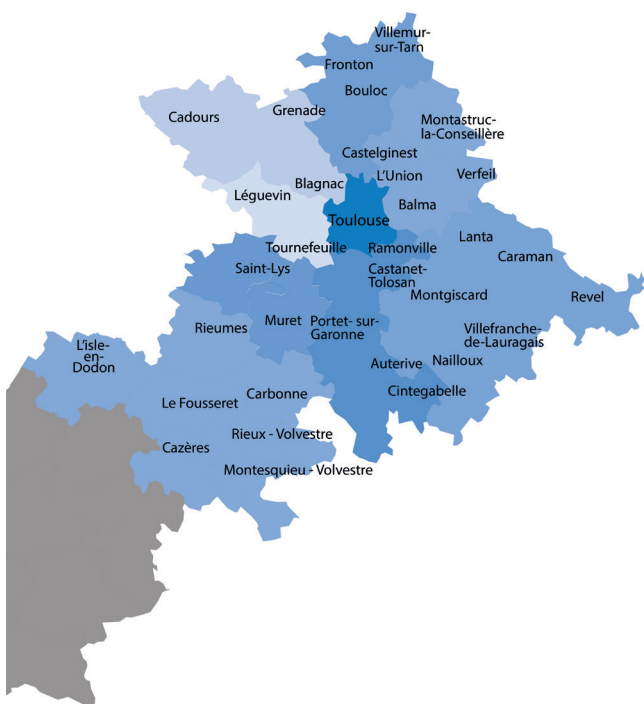 Villemur-
sur-Tarn
Fronton
Bouloc
Grenade
Cadours
Montastruc-
la-Conseillère
Castelginest
L'Union
Verfeil
Blagnac
Léguevin
Balma
Toulouse
Lanta
Tournefeuille
Ramonville
Caraman
Saint-Lys
Castanet-
Tolosan
Montgiscard
Revel
Muret
Portet- sur-
Garonne
Rieumes
Villefranche-
de-Lauragais
L'isle-
en-
Dodon
Auterive
Nailloux
Carbonne
Cintegabelle
Le Fousseret
Rieux - Volvestre
Cazères
Montesquieu - Volvestre